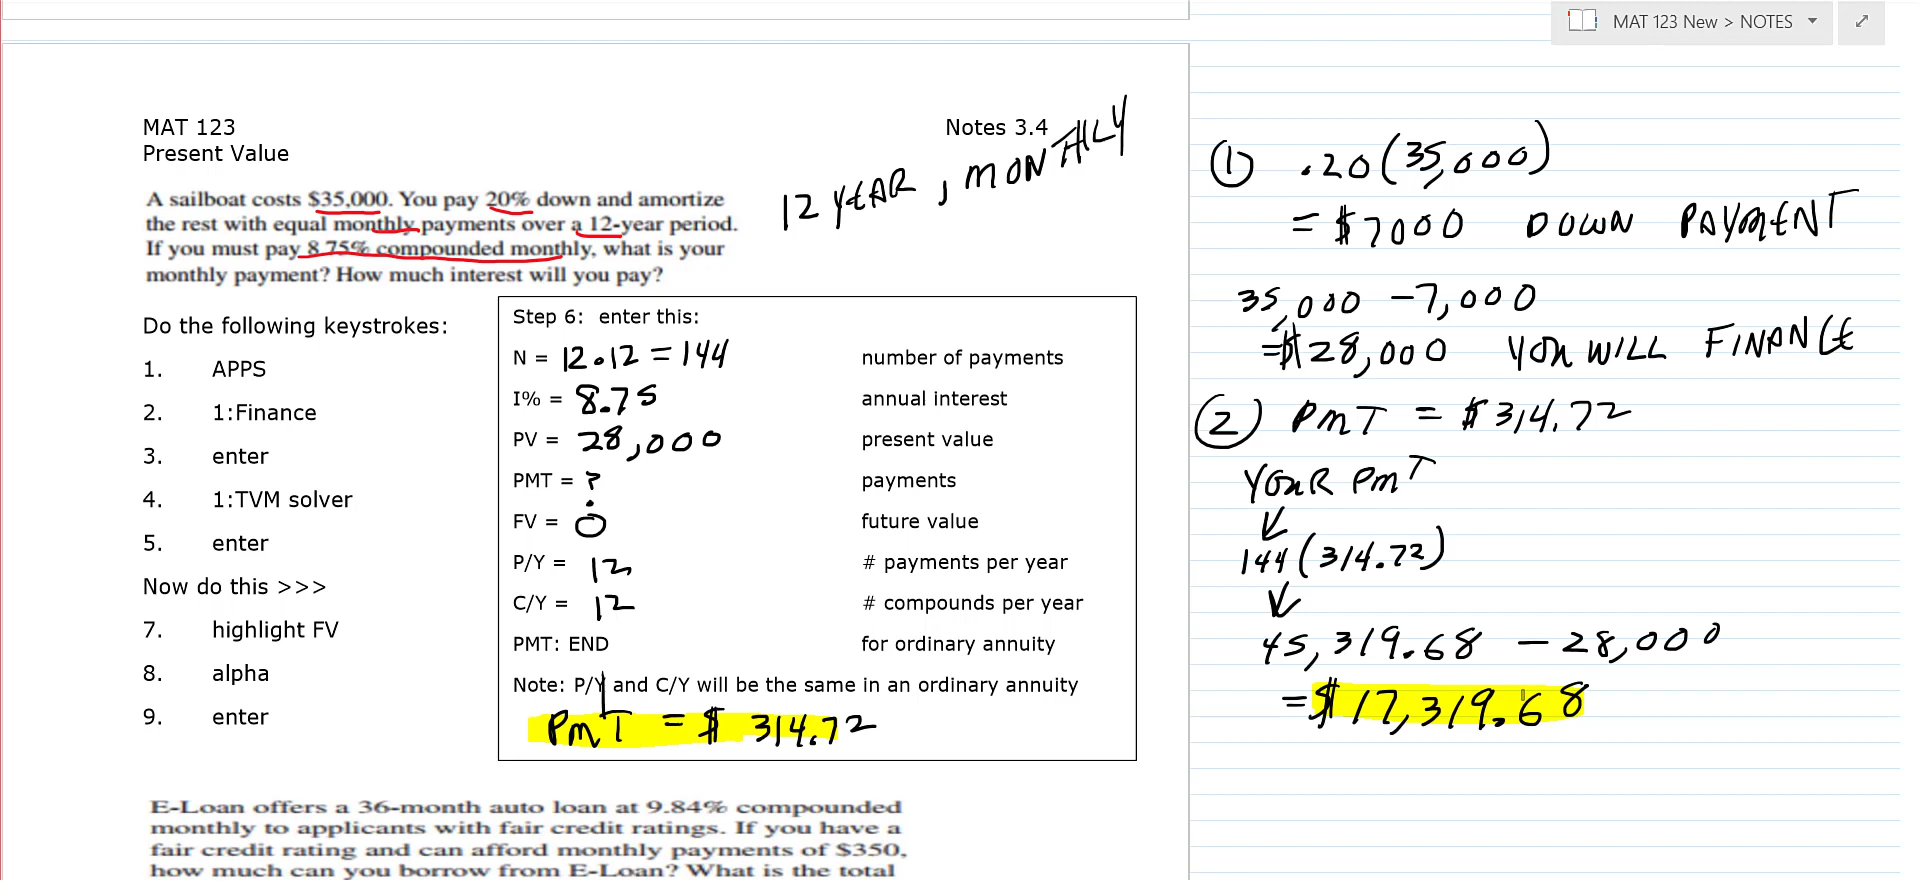 MAT 123 New > NOTES
MAT 123
Notes 3.4
Present Value
12 YEAR, MONTHLY
A sailboat costs $35,000. You pay 20% down and amortize
the rest with equal monthly payments over a 12-year period.
If you must pay 8.75% compounded monthly, what is your
monthly payment? How much interest will you pay?
Do the following keystrokes:
1. APPS
2. 1:Finance
3. enter
4. 1:TVM solver
5. enter
Now do this >>>
7. highlight FV
8. alpha
9. enter
Step 6: enter this:
N = 12.12 = 144 number of payments
I% = 8.75 annual interest
PV = 28,000 present value
PMT = ? payments
FV = 0 future value
P/Y = 12 # payments per year
C/Y = 12 # compounds per year
PMT: END for ordinary annuity
Note: P/Y and C/Y will be the same in an ordinary annuity
PMT = $ 314.72
E-Loan offers a 36-month auto loan at 9.84% compounded
monthly to applicants with fair credit ratings. If you have a
fair credit rating and can afford monthly payments of $350,
how much can you borrow from E-Loan? What is the total
① .20(35,000)
= $7000 DOWN PAYMENT
35,000 - 7,000
= $28,000 YOU WILL FINANCE
② PMT = $314.72
YOUR PMT
144(314.72)
45,319.68 - 28,000
= $17,319.68